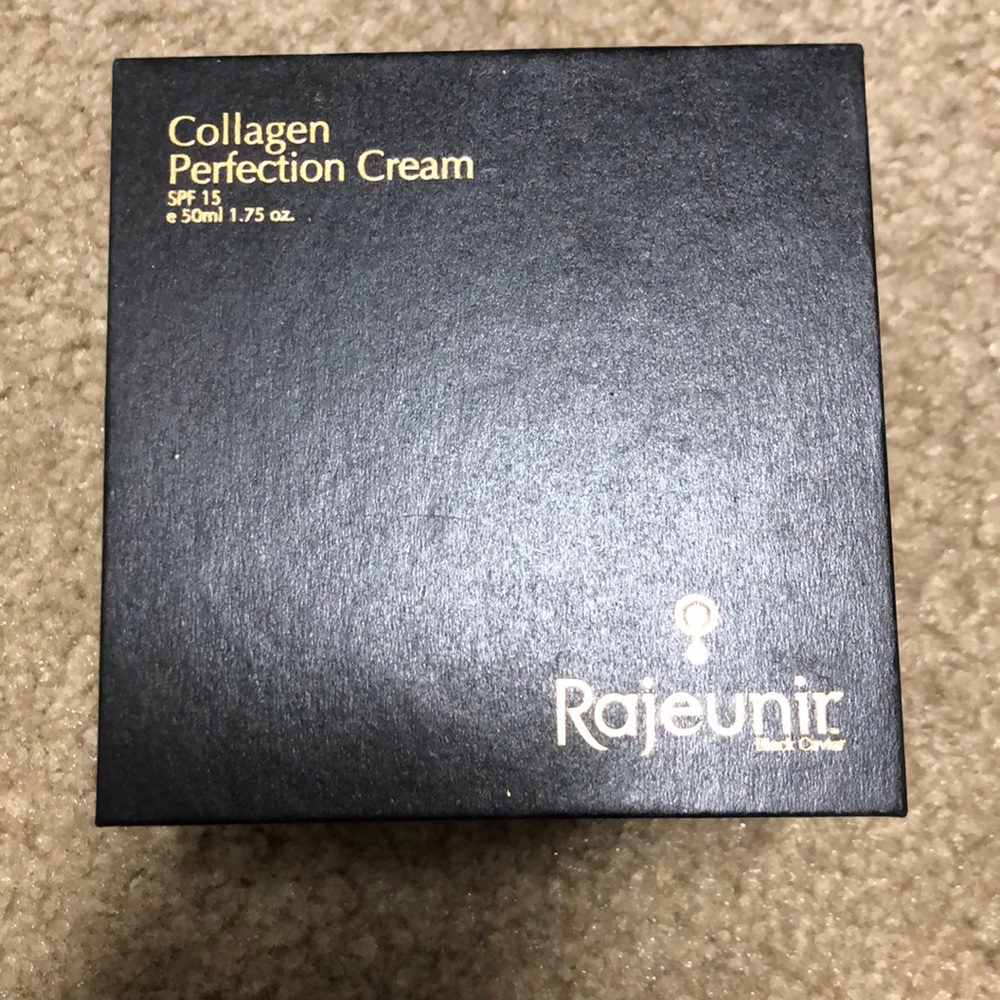 Collagen
Perfection Cream
SPF 15
e 50ml 1.75 oz.
Rajeunir
Black Caviar